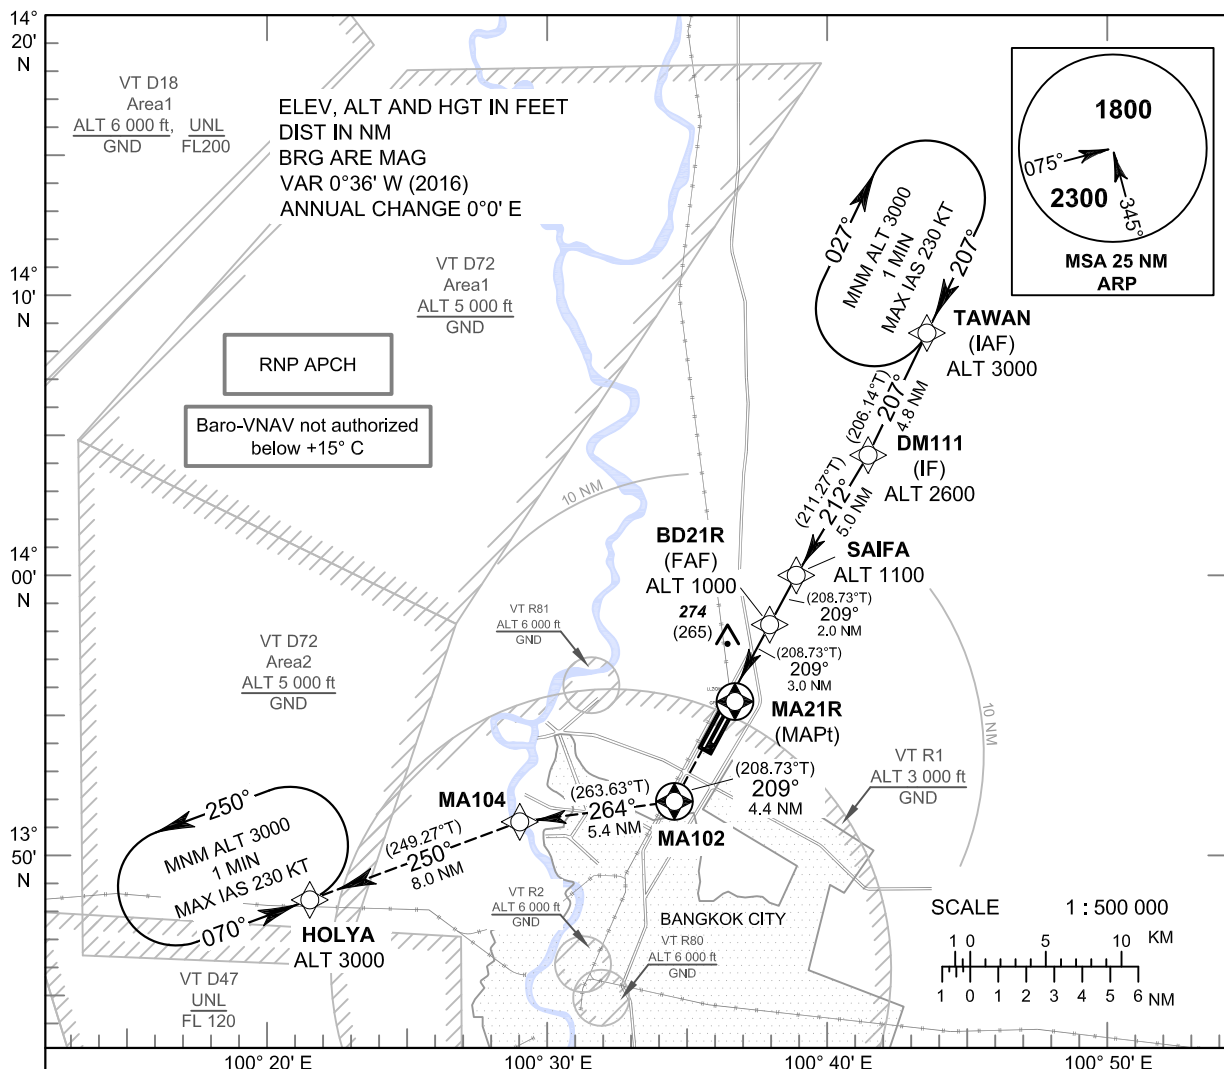 14°
20'
N
VT D18
Area1
ALT 6 000 ft, UNL
GND FL200
ELEV, ALT AND HGT IN FEET
DIST IN NM
BRG ARE MAG
VAR 0°36' W (2016)
ANNUAL CHANGE 0°0' E
1800
075°
2300
345°
MSA 25 NM
ARP
027°
MNM ALT 3000
1 MIN
MAX IAS 230 KT
207°
14°
10'
N
VT D72
Area1
ALT 5 000 ft
GND
TAWAN
(IAF)
ALT 3000
RNP APCH
Baro-VNAV not authorized
below +15° C
(206.14°T)
207°
4.8 NM
DM111
(IF)
ALT 2600
10 NM
(211.27°T)
212°
5.0 NM
BD21R
(FAF)
ALT 1000
SAIFA
ALT 1100
14°
00'
N
274
(265)
(208.73°T)
209°
2.0 NM
VT R81
ALT 6 000 ft
GND
(208.73°T)
209°
3.0 NM
VT D72
Area2
ALT 5 000 ft
GND
MA21R
(MAPt)
10 NM
VT R1
ALT 3 000 ft
GND
(208.73°T)
209°
4.4 NM
(263.63°T)
264°
5.4 NM
MA104
MA102
13°
50'
N
250°
MNM ALT 3000
1 MIN
MAX IAS 230 KT
070°
(249.27°T)
250°
8.0 NM
HOLYA
ALT 3000
VT R2
ALT 6 000 ft
GND
BANGKOK CITY
VT R80
ALT 6 000 ft
GND
SCALE 1 : 500 000
1 0 5 10 KM
1 0 1 2 3 4 5 6 NM
VT D47
UNL
FL 120
100° 20' E 100° 30' E 100° 40' E 100° 50' E